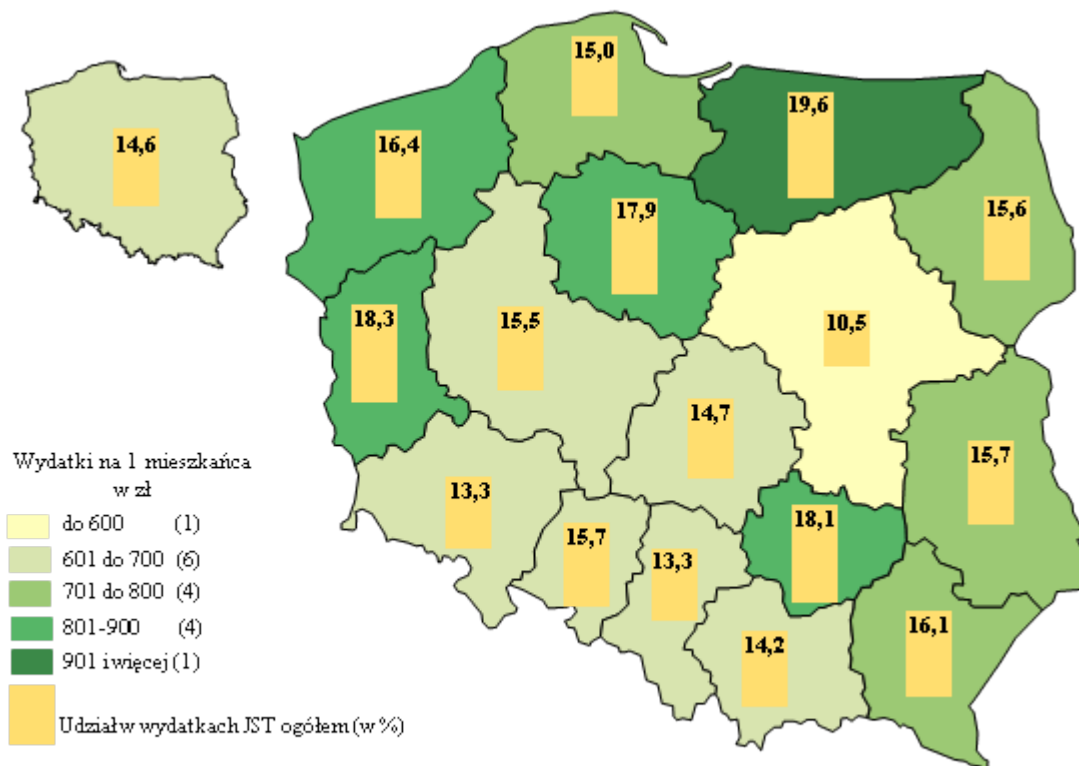 15,0
19,6
14,6
16,4
17,9
15,6
18,3
15,5
10,5
14,7
15,7
Wydatki na 1 mieszkańca
w zł
13,3
18,1
do 600 (1)
15,7
13,3
601 do 700 (6)
701 do 800 (4)
16,1
801-900 (4)
14,2
901 i więcej (1)
Udział w wydatkach JST ogółem (w %)